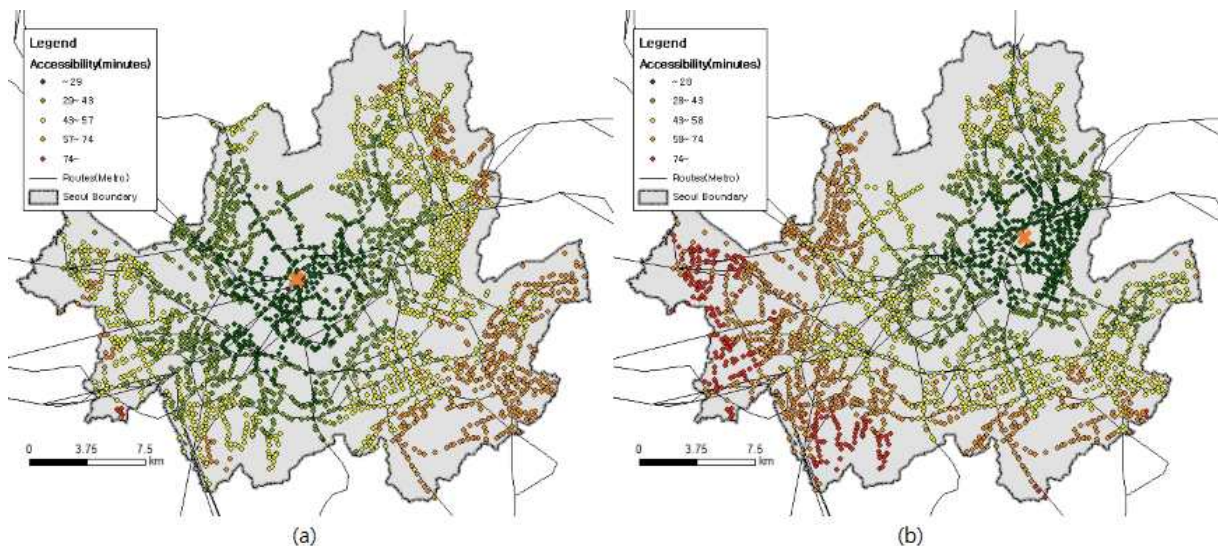 Legend
Accessibility(minutes)
~29
29~43
43~57
57~74
74~
Routes(Metro)
Seoul Boundary
0 3.75 7.5
km
(a)
Legend
Accessibility(minutes)
~28
28~43
43~58
58~74
74~
Routes(Metro)
Seoul Boundary
0 3.75 7.5
km
(b)